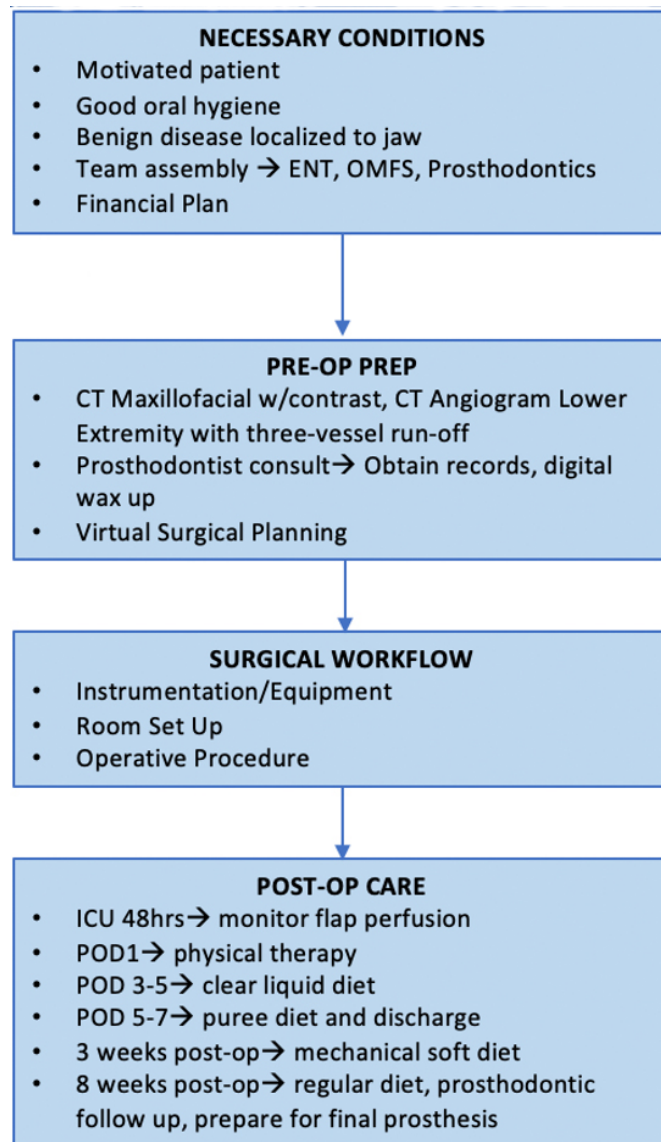 NECESSARY CONDITIONS
• Motivated patient
• Good oral hygiene
• Benign disease localized to jaw
• Team assembly → ENT, OMFS, Prosthodontics
• Financial Plan
PRE-OP PREP
• CT Maxillofacial w/contrast, CT Angiogram Lower
Extremity with three-vessel run-off
• Prosthodontist consult→ Obtain records, digital
wax up
• Virtual Surgical Planning
SURGICAL WORKFLOW
• Instrumentation/Equipment
• Room Set Up
• Operative Procedure
POST-OP CARE
• ICU 48hrs→ monitor flap perfusion
• POD1→ physical therapy
• POD 3-5→ clear liquid diet
• POD 5-7→ puree diet and discharge
• 3 weeks post-op→ mechanical soft diet
• 8 weeks post-op→ regular diet, prosthodontic
follow up, prepare for final prosthesis